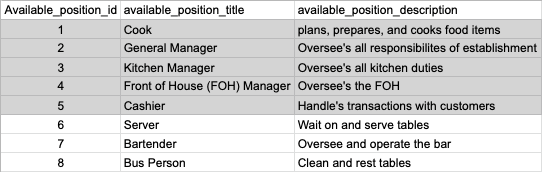 Available_position_id available_position_title available_position_description
1 Cook plans, prepares, and cooks food items
2 General Manager Oversee's all responsibilites of establishment
3 Kitchen Manager Oversee's all kitchen duties
4 Front of House (FOH) Manager Oversee's the FOH
5 Cashier Handle's transactions with customers
6 Server Wait on and serve tables
7 Bartender Oversee and operate the bar
8 Bus Person Clean and rest tables